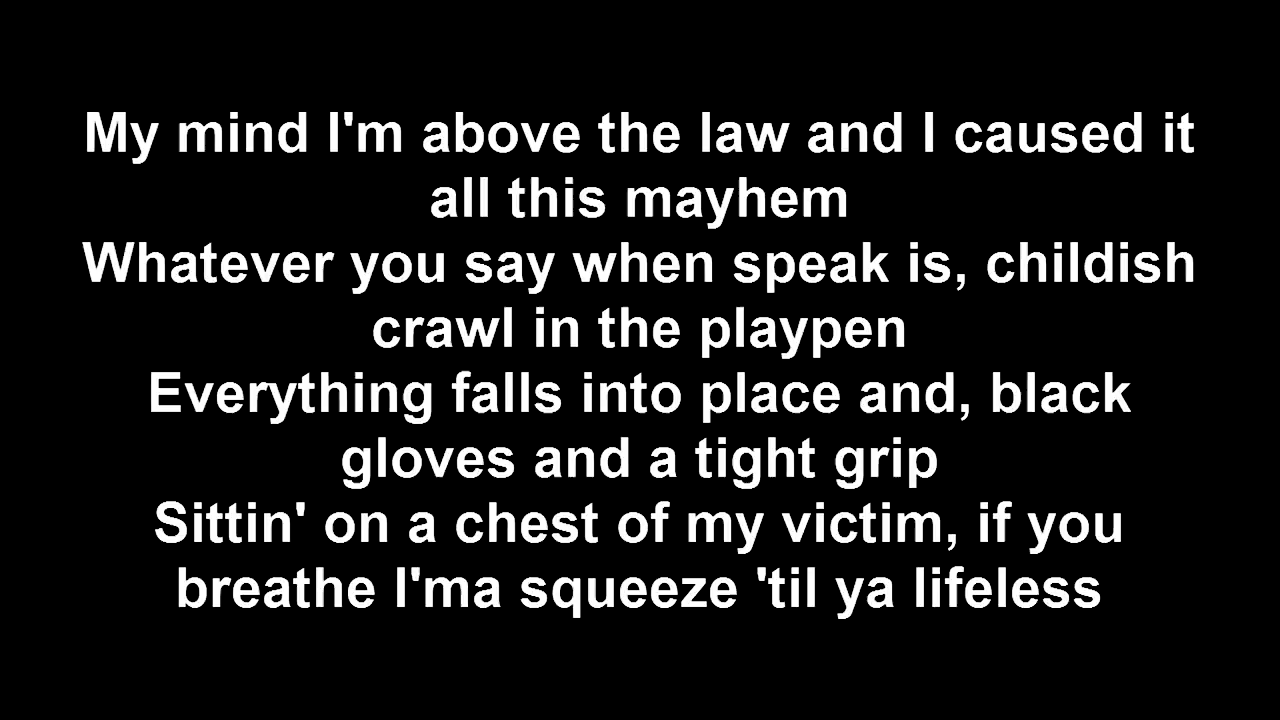 My mind I'm above the law and I caused it
all this mayhem
Whatever you say when speak is, childish
crawl in the playpen
Everything falls into place and, black
gloves and a tight grip
Sittin' on a chest of my victim, if you
breathe I'ma squeeze 'til ya lifeless